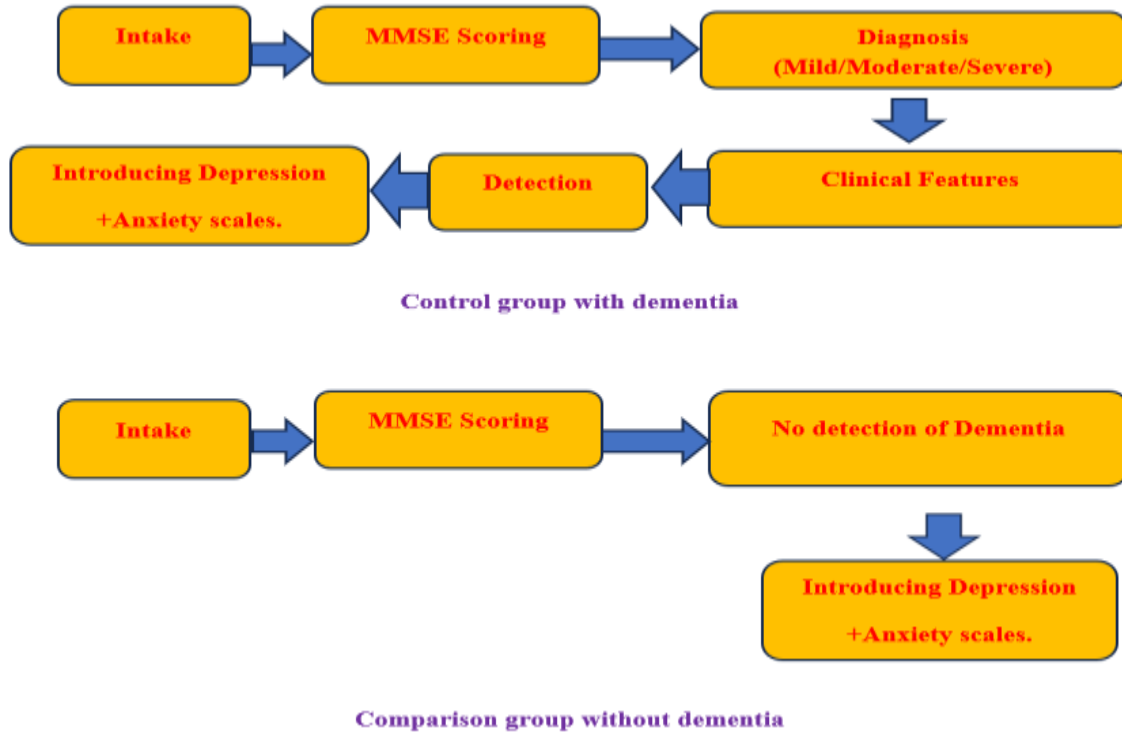 Intake
MMSE Scoring
Diagnosis
(Mild/Moderate/Severe)
Clinical Features
Detection
Introducing Depression
+Anxiety scales.
Control group with dementia
Intake
MMSE Scoring
No detection of Dementia
Introducing Depression
+Anxiety scales.
Comparison group without dementia